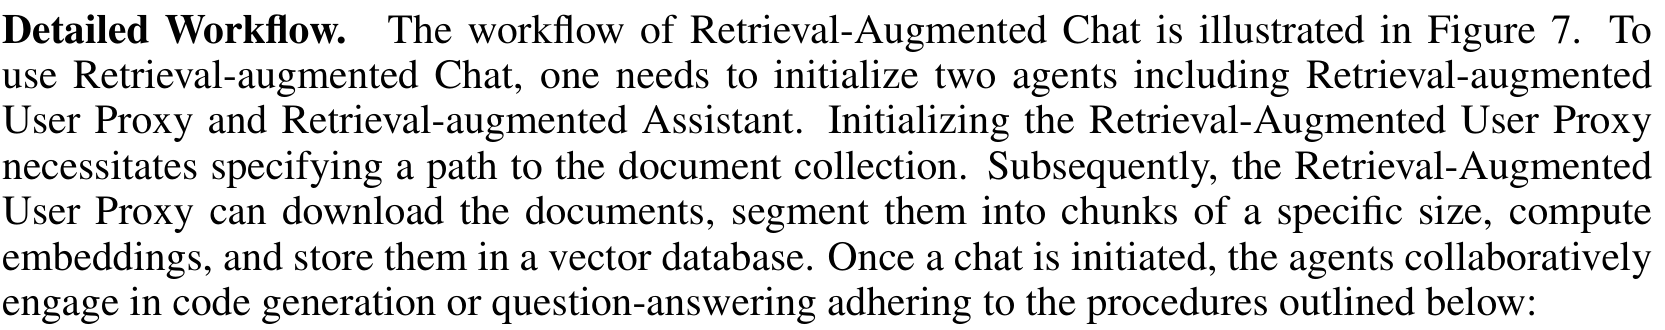 Detailed Workflow. The workflow of Retrieval-Augmented Chat is illustrated in Figure 7. To
use Retrieval-augmented Chat, one needs to initialize two agents including Retrieval-augmented
User Proxy and Retrieval-augmented Assistant. Initializing the Retrieval-Augmented User Proxy
necessitates specifying a path to the document collection. Subsequently, the Retrieval-Augmented
User Proxy can download the documents, segment them into chunks of a specific size, compute
embeddings, and store them in a vector database. Once a chat is initiated, the agents collaboratively
engage in code generation or question-answering adhering to the procedures outlined below: